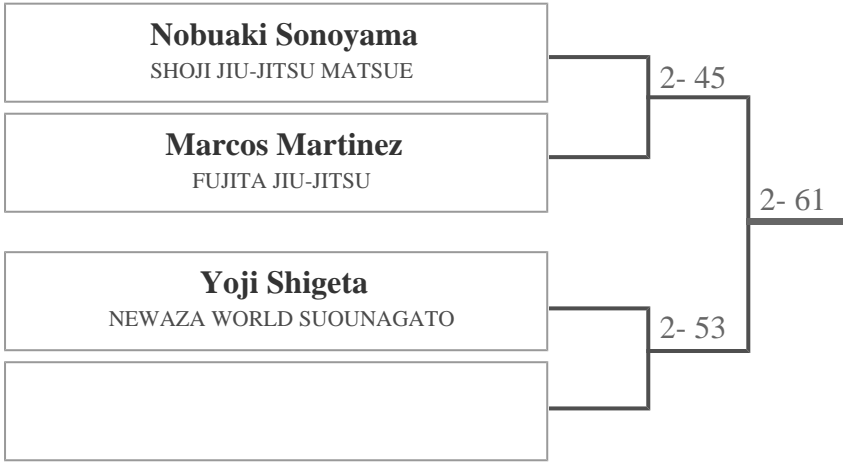 Nobuaki Sonoyama
SHOJI JIU-JITSU MATSUE
2- 45
Marcos Martinez
FUJITA JIU-JITSU
2- 61
Yoji Shigeta
NEWAZA WORLD SUOUNAGATO
2- 53